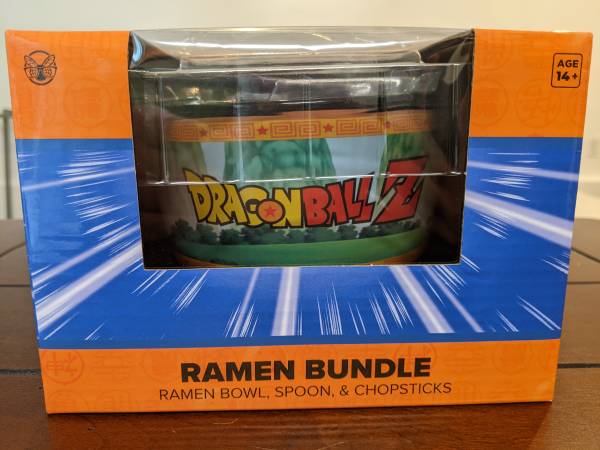 AGE
14+
DRAGON BALL Z
RAMEN BUNDLE
RAMEN BOWL, SPOON, & CHOPSTICKS